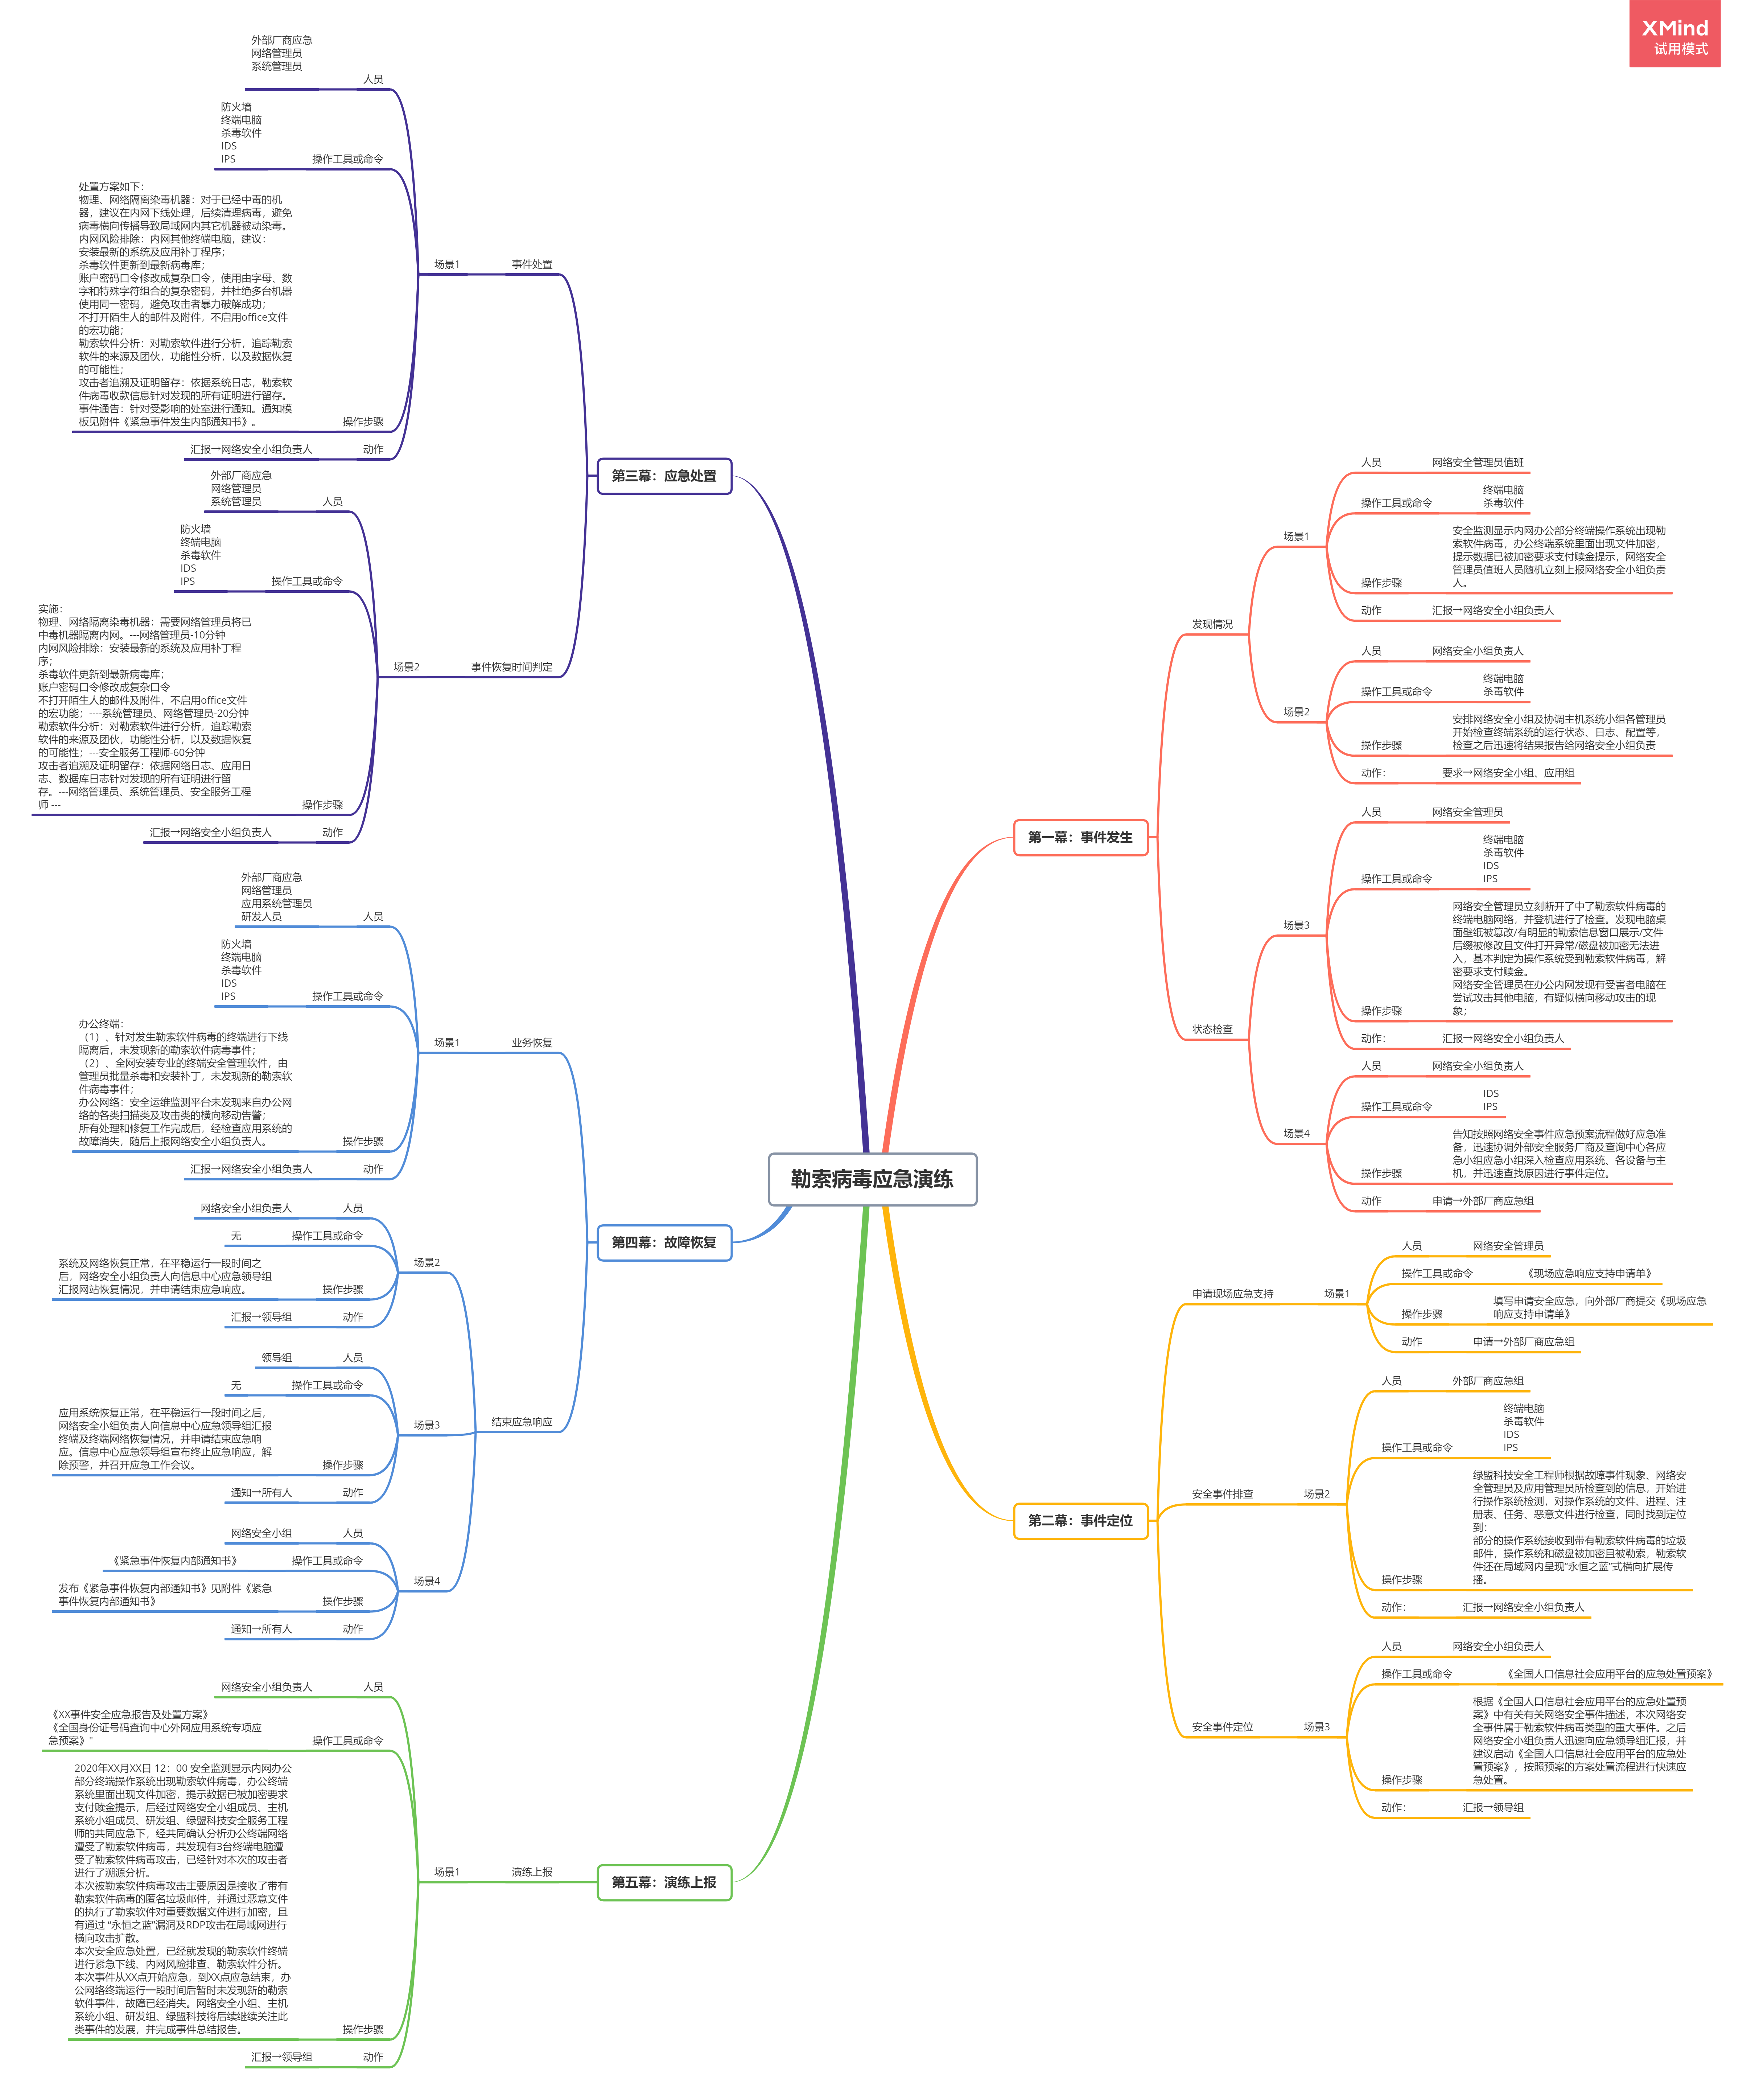 XMind
试用模式
勒索病毒应急演练
第一幕：事件发生
发现情况
场景1
人员
网络安全管理员值班
操作工具或命令
终端电脑
杀毒软件
操作步骤
安全监测显示内网办公部分终端操作系统出现勒
索软件病毒，办公终端系统里面出现文件加密，
提示数据已被加密要求支付赎金提示，网络安全
管理员值班人员随机立刻上报网络安全小组负责
人。
动作
汇报→网络安全小组负责人
场景2
人员
网络安全小组负责人
操作工具或命令
终端电脑
杀毒软件
操作步骤
安排网络安全小组及协调主机系统小组各管理员
开始检查终端系统的运行状态、日志、配置等，
检查之后迅速将结果报告给网络安全小组负责
动作：
要求→网络安全小组、应用组
状态检查
场景3
人员
网络安全管理员
操作工具或命令
终端电脑
杀毒软件
IDS
IPS
操作步骤
网络安全管理员立刻断开了中了勒索软件病毒的
终端电脑网络，并登机进行了检查。发现电脑桌
面壁纸被篡改/有明显的勒索信息窗口展示/文件
后缀被修改且文件打开异常/磁盘被加密无法进
入，基本判定为操作系统受到勒索软件病毒，解
密要求支付赎金。
网络安全管理员在办公内网发现有受害者电脑在
尝试攻击其他电脑，有疑似横向移动攻击的现
象；
动作：
汇报→网络安全小组负责人
场景4
人员
网络安全小组负责人
操作工具或命令
IDS
IPS
操作步骤
告知按照网络安全事件应急预案流程做好应急准
备，迅速协调外部安全服务厂商及查询中心各应
急小组应急小组深入检查应用系统、各设备与主
机，并迅速查找原因进行事件定位。
动作
申请→外部厂商应急组
第二幕：事件定位
申请现场应急支持
场景1
人员
网络安全管理员
操作工具或命令
《现场应急响应支持申请单》
操作步骤
填写申请安全应急，向外部厂商提交《现场应急
响应支持申请单》
动作
申请→外部厂商应急组
安全事件排查
场景2
人员
外部厂商应急组
操作工具或命令
终端电脑
杀毒软件
IDS
IPS
操作步骤
绿盟科技安全工程师根据故障事件现象、网络安
全管理员及应用管理员所检查到的信息，开始进
行操作系统检测，对操作系统的文件、进程、注
册表、任务、恶意文件进行检查，同时找到定位
到：
部分的操作系统接收到带有勒索软件病毒的垃圾
邮件，操作系统和磁盘被加密且被勒索，勒索软
件还在局域网内呈现“永恒之蓝”式横向扩展传
播。
动作：
汇报→网络安全小组负责人
安全事件定位
场景3
人员
网络安全小组负责人
操作工具或命令
《全国人口信息社会应用平台的应急处置预案》
操作步骤
根据《全国人口信息社会应用平台的应急处置预
案》中有关有关网络安全事件描述，本次网络安
全事件属于勒索软件病毒类型的重大事件。之后
网络安全小组负责人迅速向应急领导组汇报，并
建议启动《全国人口信息社会应用平台的应急处
置预案》，按照预案的方案处置流程进行快速应
急处置。
动作：
汇报→领导组
第三幕：应急处置
事件处置
场景1
人员
外部厂商应急
网络管理员
系统管理员
操作工具或命令
防火墙
终端电脑
杀毒软件
IDS
IPS
操作步骤
处置方案如下：
物理、网络隔离染毒机器：对于已经中毒的机
器，建议在内网下线处理，后续清理病毒，避免
病毒横向传播导致局域网内其它机器被动染毒。
内网风险排除：内网其他终端电脑，建议：
安装最新的系统及应用补丁程序；
杀毒软件更新到最新病毒库；
账户密码口令修改成复杂口令，使用由字母、数
字和特殊字符组合的复杂密码，并杜绝多台机器
使用同一密码，避免攻击者暴力破解成功；
不打开陌生人的邮件及附件，不启用office文件
的宏功能；
勒索软件分析：对勒索软件进行分析，追踪勒索
软件的来源及团伙，功能性分析，以及数据恢复
的可能性；
攻击者追溯及证明留存：依据系统日志，勒索软
件病毒收款信息针对发现的所有证明进行留存。
事件通告：针对受影响的处室进行通知。通知模
板见附件《紧急事件发生内部通知书》。
动作
汇报→网络安全小组负责人
事件恢复时间判定
场景2
人员
外部厂商应急
网络管理员
系统管理员
操作工具或命令
防火墙
终端电脑
杀毒软件
IDS
IPS
操作步骤
实施：
物理、网络隔离染毒机器：需要网络管理员将已
中毒机器隔离内网。---网络管理员-10分钟
内网风险排除：安装最新的系统及应用补丁程
序；
杀毒软件更新到最新病毒库；
账户密码口令修改成复杂口令
不打开陌生人的邮件及附件，不启用office文件
的宏功能；----系统管理员、网络管理员-20分钟
勒索软件分析：对勒索软件进行分析，追踪勒索
软件的来源及团伙，功能性分析，以及数据恢复
的可能性；---安全服务工程师-60分钟
攻击者追溯及证明留存：依据网络日志、应用日
志、数据库日志针对发现的所有证明进行留
存。---网络管理员、系统管理员、安全服务工程
师 ---
动作
汇报→网络安全小组负责人
第四幕：故障恢复
业务恢复
场景1
人员
外部厂商应急
网络管理员
应用系统管理员
研发人员
操作工具或命令
防火墙
终端电脑
杀毒软件
IDS
IPS
操作步骤
办公终端：
（1）、针对发生勒索软件病毒的终端进行下线
隔离后，未发现新的勒索软件病毒事件；
（2）、全网安装专业的终端安全管理软件，由
管理员批量杀毒和安装补丁，未发现新的勒索软
件病毒事件；
办公网络：安全运维监测平台未发现来自办公网
络的各类扫描类及攻击类的横向移动告警；
所有处理和修复工作完成后，经检查应用系统的
故障消失，随后上报网络安全小组负责人。
动作
汇报→网络安全小组负责人
结束应急响应
场景2
人员
网络安全小组负责人
操作工具或命令
无
操作步骤
系统及网络恢复正常，在平稳运行一段时间之
后，网络安全小组负责人向信息中心应急领导组
汇报网站恢复情况，并申请结束应急响应。
动作
汇报→领导组
场景3
人员
领导组
操作工具或命令
无
操作步骤
应用系统恢复正常，在平稳运行一段时间之后，
网络安全小组负责人向信息中心应急领导组汇报
终端及终端网络恢复情况，并申请结束应急响
应。信息中心应急领导组宣布终止应急响应，解
除预警，并召开应急工作会议。
动作
通知→所有人
场景4
人员
网络安全小组
操作工具或命令
《紧急事件恢复内部通知书》
操作步骤
发布《紧急事件恢复内部通知书》见附件《紧急
事件恢复内部通知书》
动作
通知→所有人
第五幕：演练上报
演练上报
场景1
人员
网络安全小组负责人
操作工具或命令
《XX事件安全应急报告及处置方案》
《全国身份证号码查询中心外网应用系统专项应
急预案》"
操作步骤
2020年XX月XX日 12：00 安全监测显示内网办公
部分终端操作系统出现勒索软件病毒，办公终端
系统里面出现文件加密，提示数据已被加密要求
支付赎金提示，后经过网络安全小组成员、主机
系统小组成员、研发组、绿盟科技安全服务工程
师的共同应急下，经共同确认分析办公终端网络
遭受了勒索软件病毒，共发现有3台终端电脑遭
受了勒索软件病毒攻击，已经针对本次的攻击者
进行了溯源分析。
本次被勒索软件病毒攻击主要原因是接收了带有
勒索软件病毒的匿名垃圾邮件，并通过恶意文件
的执行了勒索软件对重要数据文件进行加密，且
有通过 “永恒之蓝”漏洞及RDP攻击在局域网进行
横向攻击扩散。
本次安全应急处置，已经就发现的勒索软件终端
进行紧急下线、内网风险排查、勒索软件分析。
本次事件从XX点开始应急，到XX点应急结束，办
公网络终端运行一段时间后暂时未发现新的勒索
软件事件，故障已经消失。网络安全小组、主机
系统小组、研发组、绿盟科技将后续继续关注此
类事件的发展，并完成事件总结报告。
动作
汇报→领导组